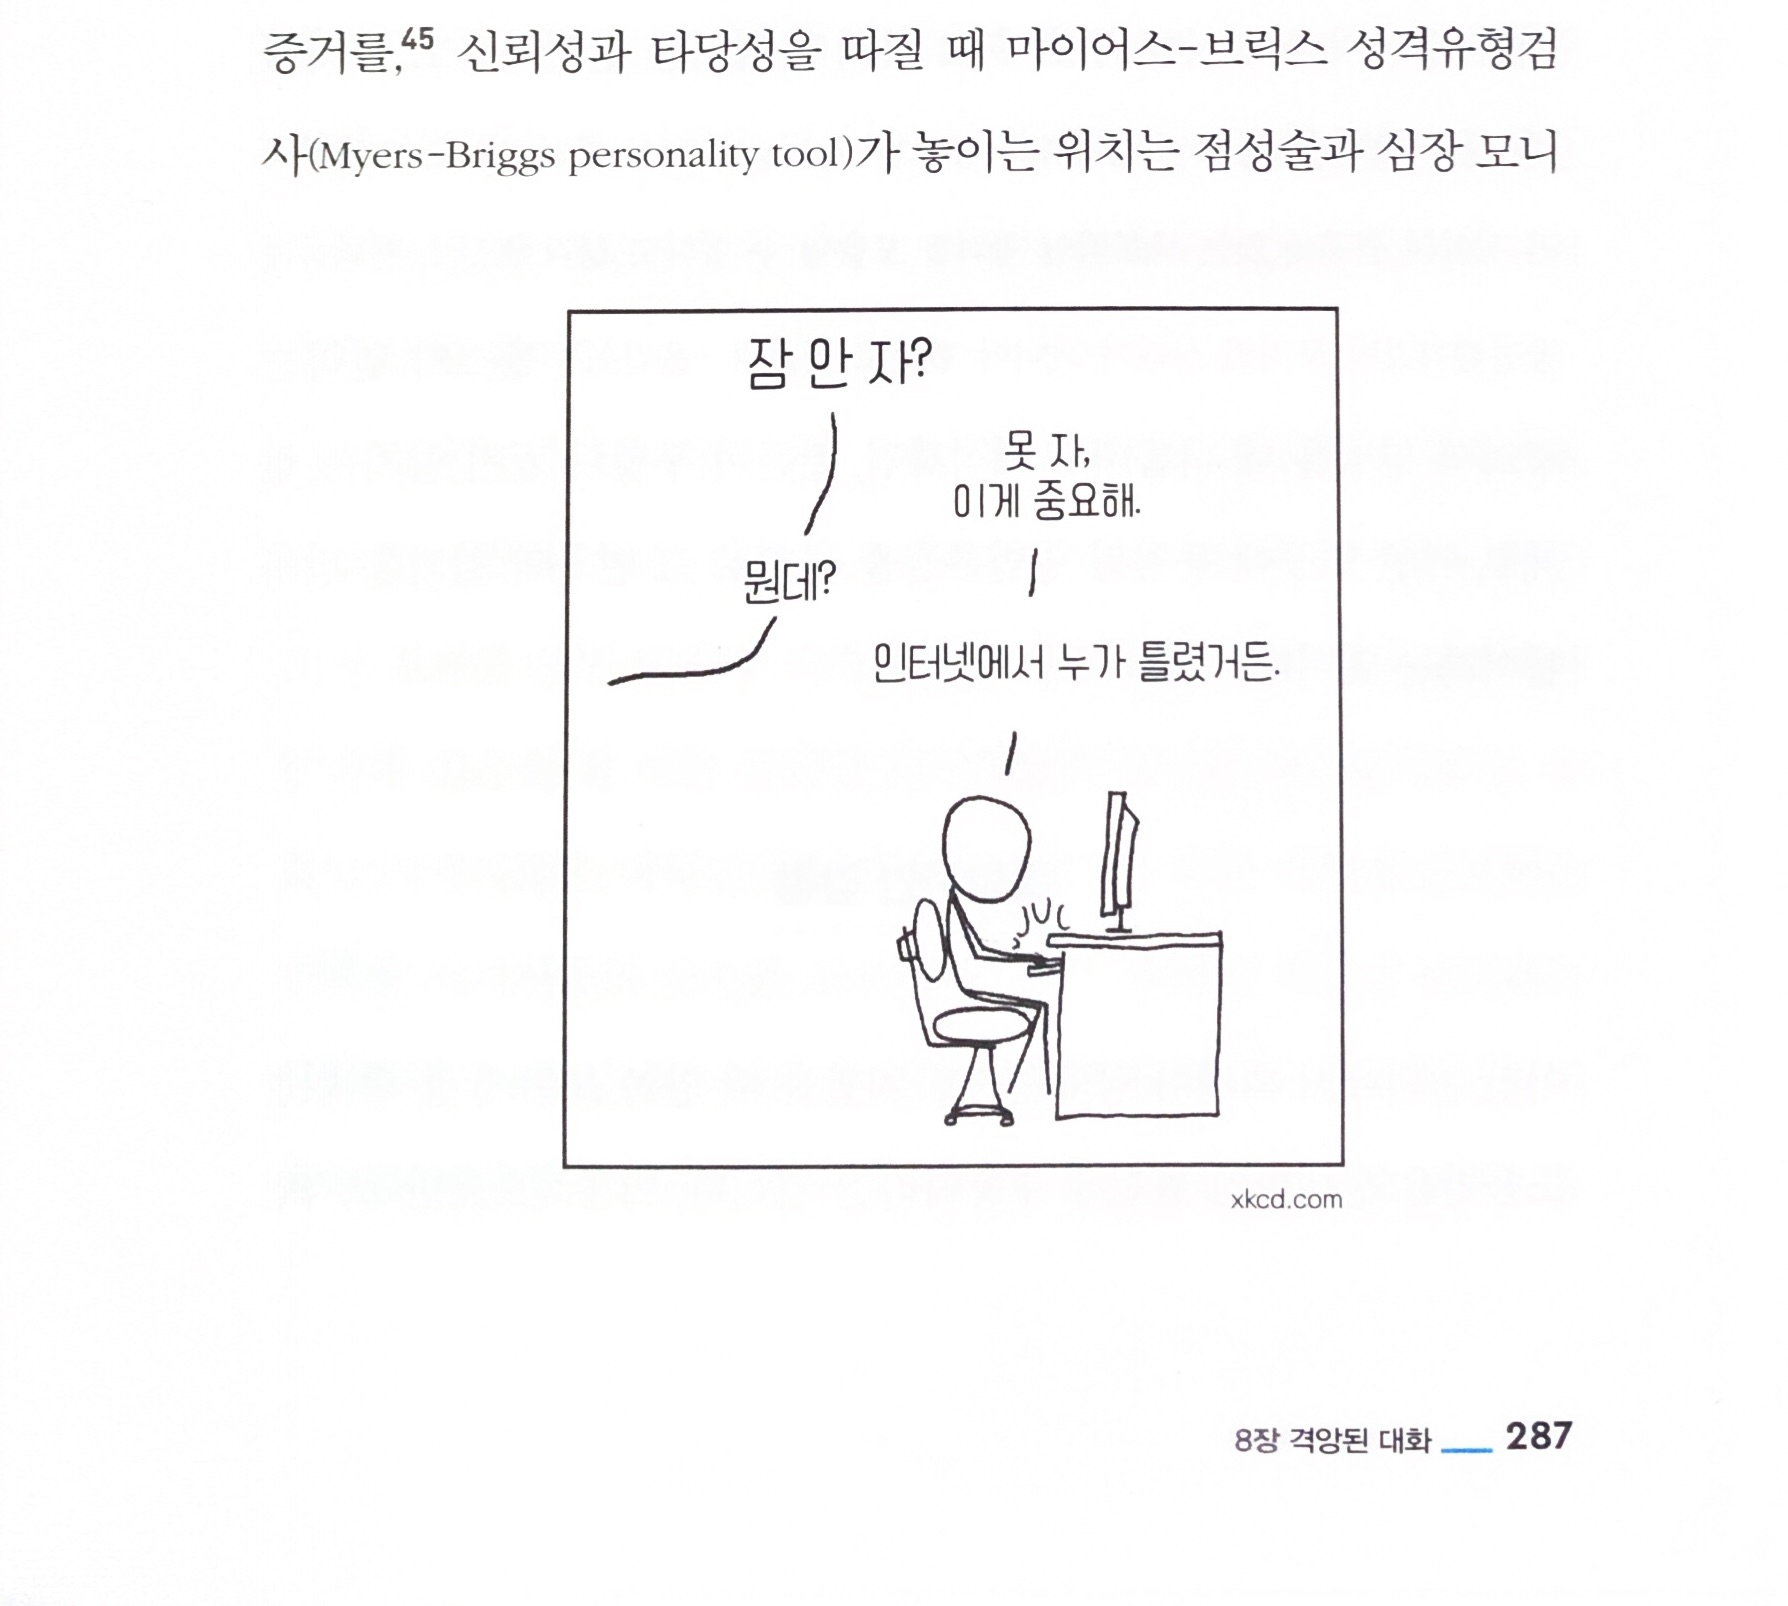 증거를,45 신뢰성과 타당성을 따질 때 마이어스-브릭스 성격유형검
사(Myers-Briggs personality tool)가 놓이는 위치는 점성술과 심장 모니
잠 안 자?
못 자,
이게 중요해.
뭔데?
인터넷에서 누가 틀렸거든.
xkcd.com
8장 격앙된 대화 287